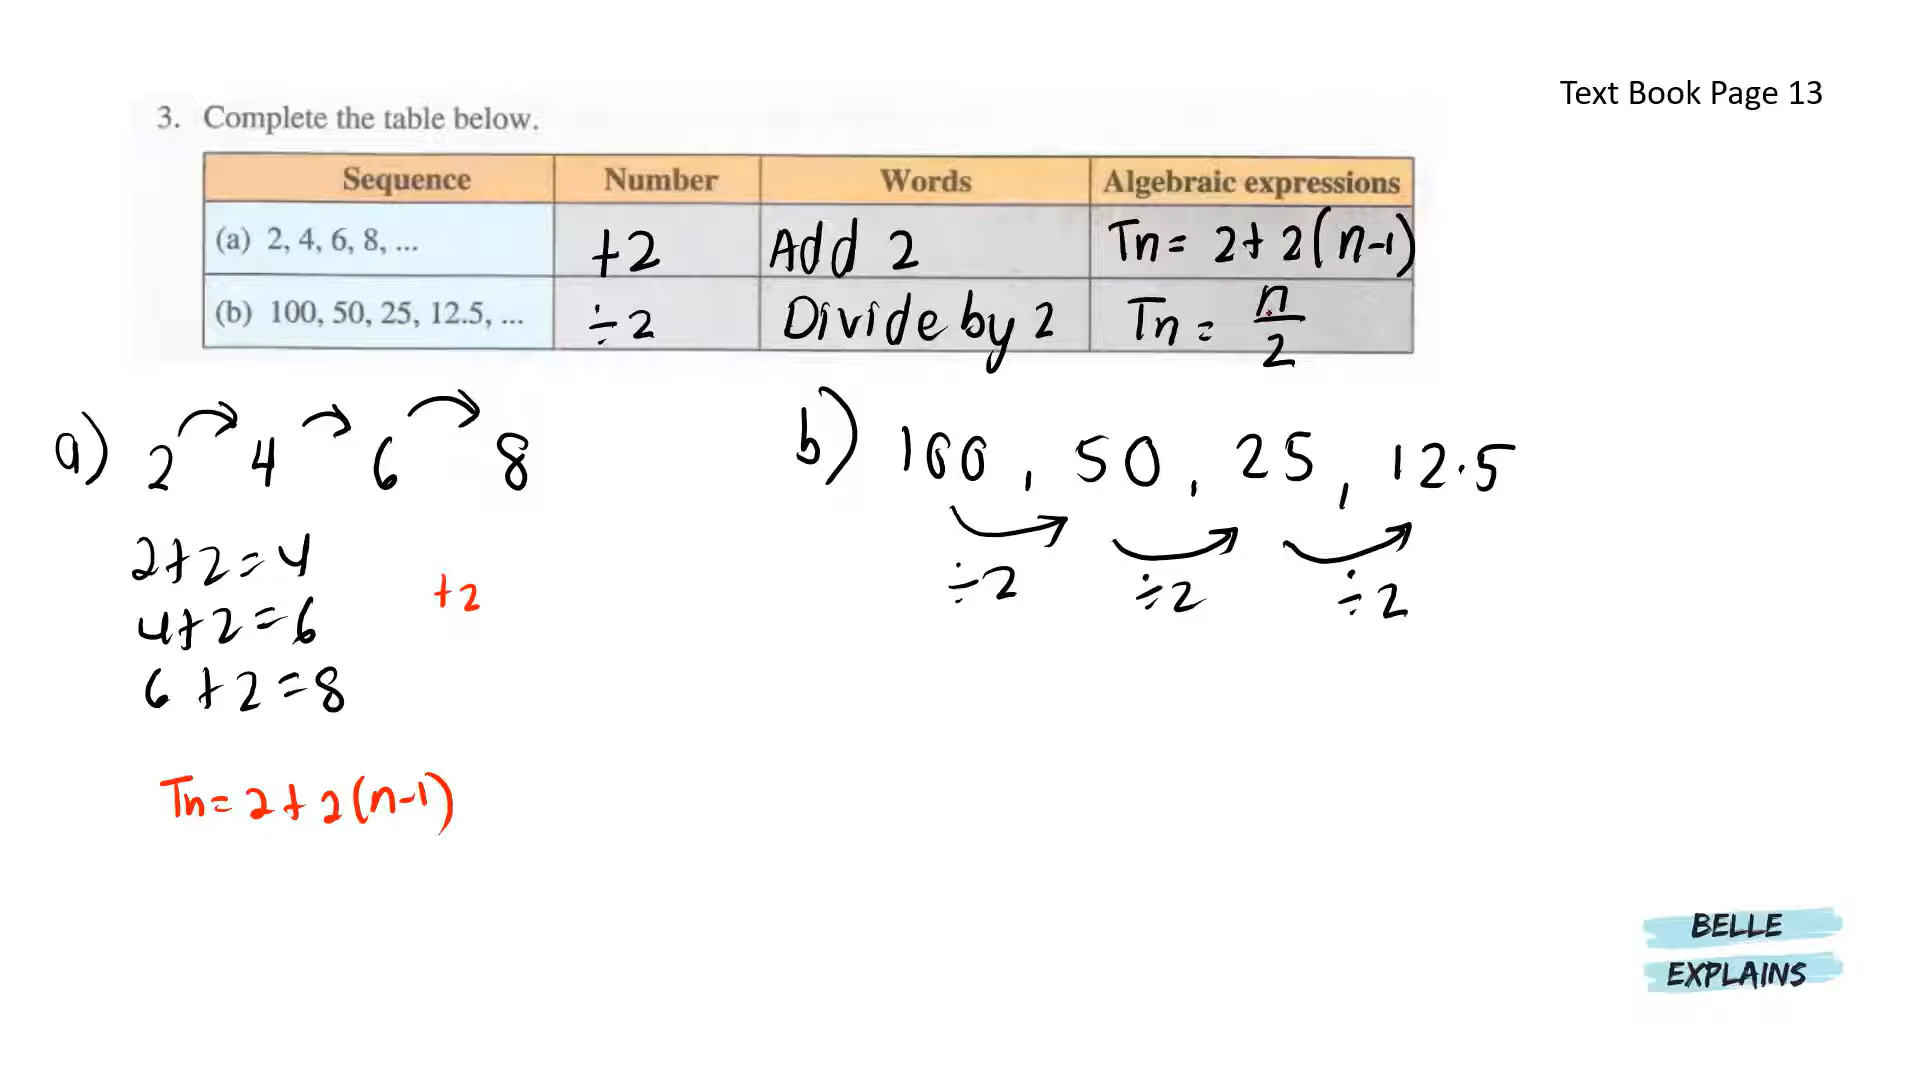 Text Book Page 13
3. Complete the table below.
Sequence Number Words Algebraic expressions
(a) 2, 4, 6, 8, ... +2 Add 2 Tn = 2+ 2(n-1)
(b) 100, 50, 25, 12.5, ... ÷2 Divide by 2 Tn = n/2
a) 2 4 6 8
2+2=4
4+2=6
+2
6+2=8
Tn=2+2(n-1)
b) 100, 50, 25, 12.5
÷2 ÷2 ÷2
BELLE
EXPLAINS